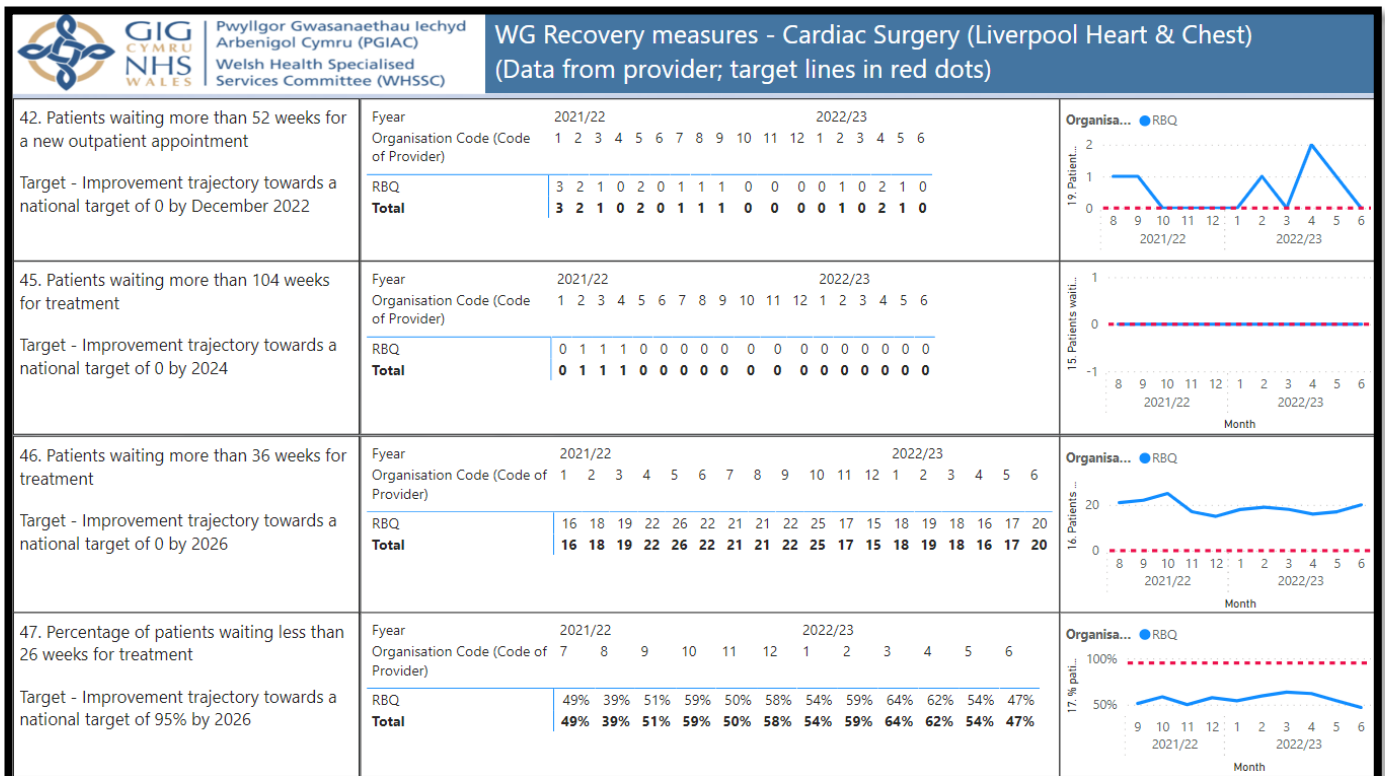 GIG
CYMRU
NHS
WALES
Pwyllgor Gwasanaethau Iechyd
Arbenigol Cymru (PGIAC)
Welsh Health Specialised
Services Committee (WHSSC)
WG Recovery measures - Cardiac Surgery (Liverpool Heart & Chest)
(Data from provider; target lines in red dots)
42. Patients waiting more than 52 weeks for
a new outpatient appointment
Target - Improvement trajectory towards a
national target of 0 by December 2022
Fyear 2021/22 2022/23
Organisation Code (Code 1 2 3 4 5 6 7 8 9 10 11 12 1 2 3 4 5 6
of Provider)
RBQ 3 2 1 0 2 0 1 1 1 0 0 0 0 1 0 2 1 0
Total 3 2 1 0 2 0 1 1 1 0 0 0 0 1 0 2 1 0
Organisa... RBQ
19. Patient...
2
1
0
8 9 10 11 12 1 2 3 4 5 6
2021/22 2022/23
45. Patients waiting more than 104 weeks
for treatment
Target - Improvement trajectory towards a
national target of 0 by 2024
Fyear 2021/22 2022/23
Organisation Code (Code 1 2 3 4 5 6 7 8 9 10 11 12 1 2 3 4 5 6
of Provider)
RBQ 0 1 1 1 0 0 0 0 0 0 0 0 0 0 0 0 0 0
Total 0 1 1 1 0 0 0 0 0 0 0 0 0 0 0 0 0 0
15. Patients waiti...
1
0
-1
8 9 10 11 12 1 2 3 4 5 6
2021/22 2022/23
Month
46. Patients waiting more than 36 weeks for
treatment
Target - Improvement trajectory towards a
national target of 0 by 2026
Fyear 2021/22 2022/23
Organisation Code (Code of 1 2 3 4 5 6 7 8 9 10 11 12 1 2 3 4 5 6
Provider)
RBQ 16 18 19 22 26 22 21 21 22 25 17 15 18 19 18 16 17 20
Total 16 18 19 22 26 22 21 21 22 25 17 15 18 19 18 16 17 20
Organisa... RBQ
16. Patients ...
20
0
8 9 10 11 12 1 2 3 4 5 6
2021/22 2022/23
Month
47. Percentage of patients waiting less than
26 weeks for treatment
Target - Improvement trajectory towards a
national target of 95% by 2026
Fyear 2021/22 2022/23
Organisation Code (Code of 7 8 9 10 11 12 1 2 3 4 5 6
Provider)
RBQ 49% 39% 51% 59% 50% 58% 54% 59% 64% 62% 54% 47%
Total 49% 39% 51% 59% 50% 58% 54% 59% 64% 62% 54% 47%
Organisa... RBQ
17. % pati...
100%
50%
9 10 11 12 1 2 3 4 5 6
2021/22 2022/23
Month